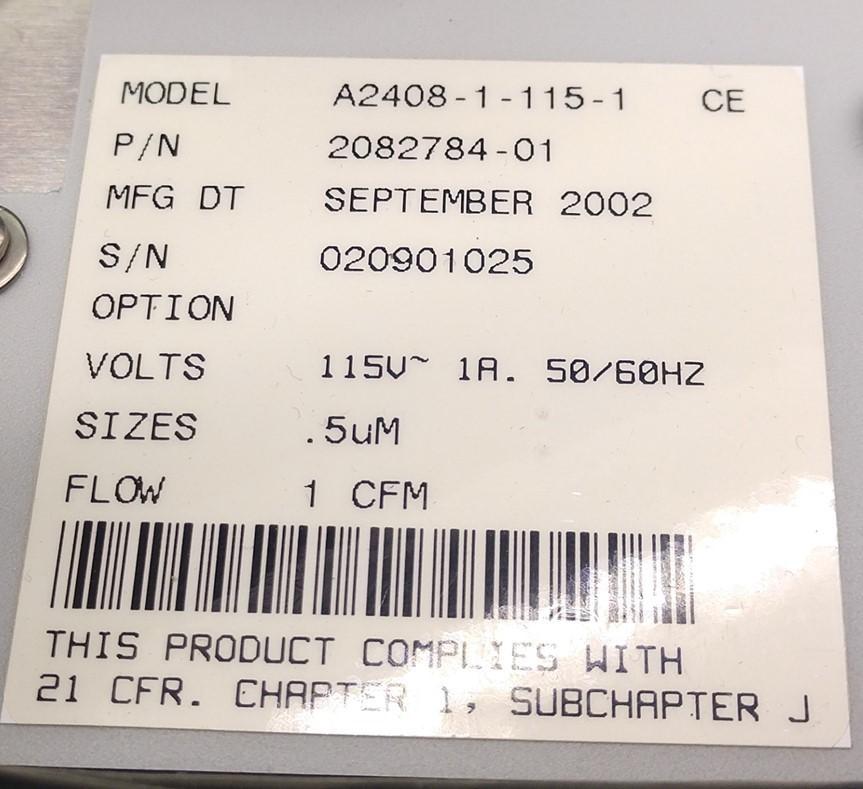 MODEL A2408-1-115-1 CE
P/N 2082784-01
MFG DT SEPTEMBER 2002
S/N 020901025
OPTION
VOLTS 115V~ 1A. 50/60HZ
SIZES .5uM
FLOW 1 CFM
THIS PRODUCT COMPLIES WITH
21 CFR. CHAPTER 1, SUBCHAPTER J